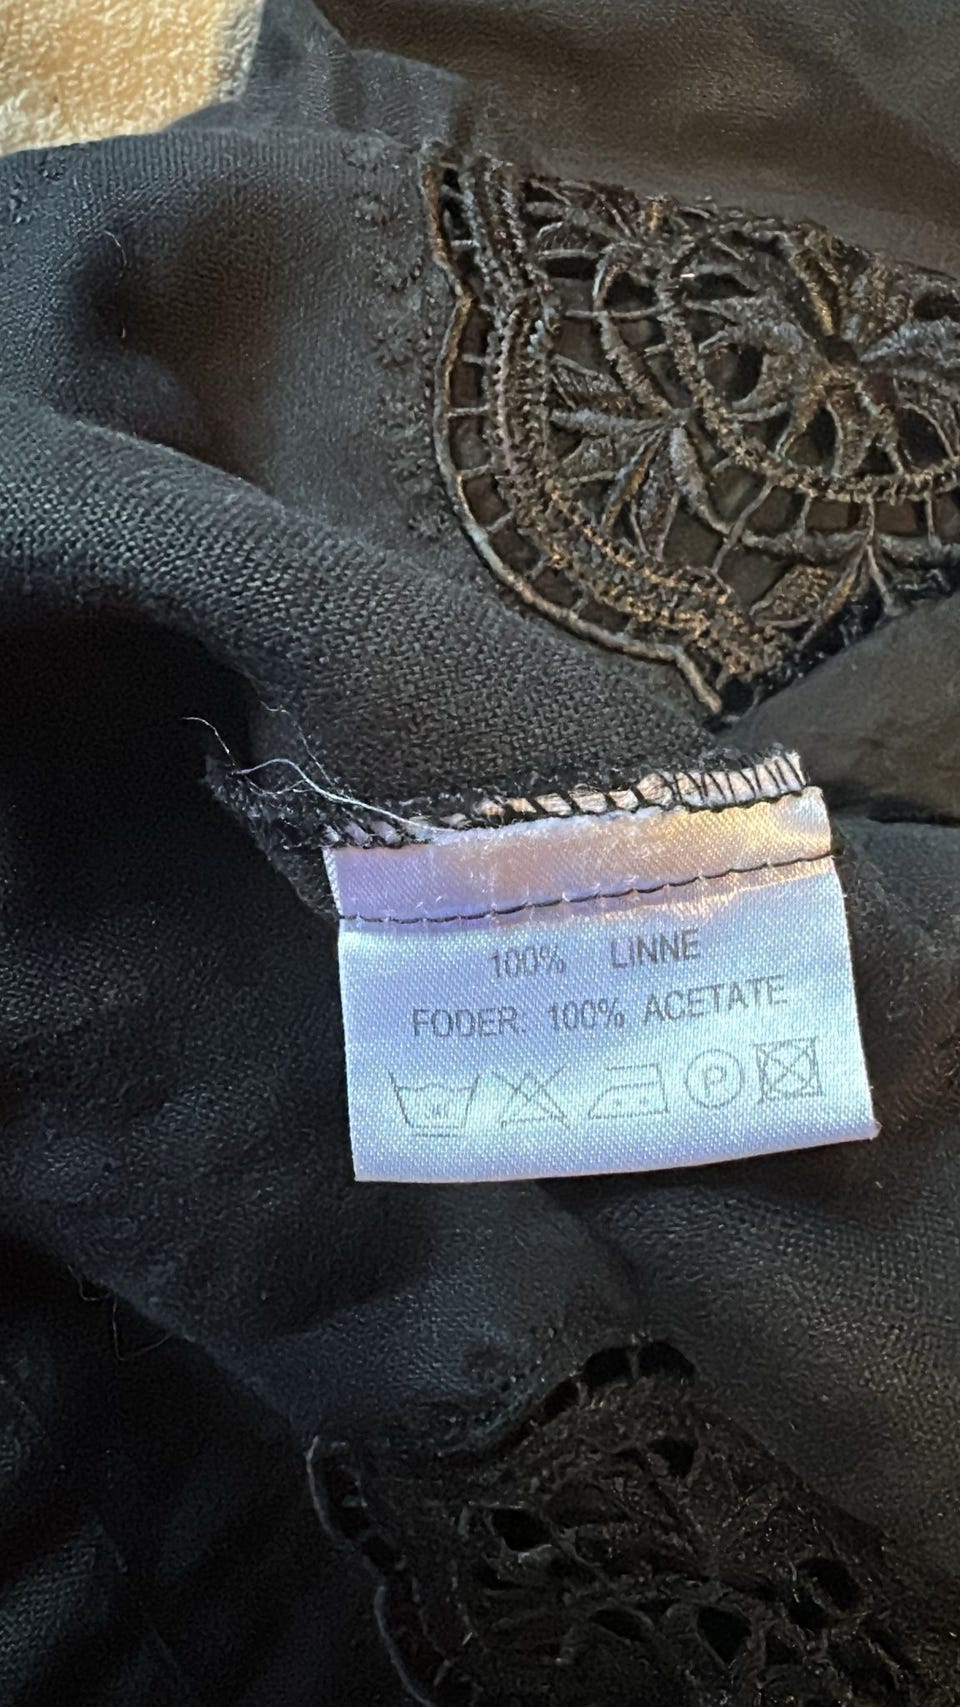 100% LINNE
FODER: 100% ACETATE
P